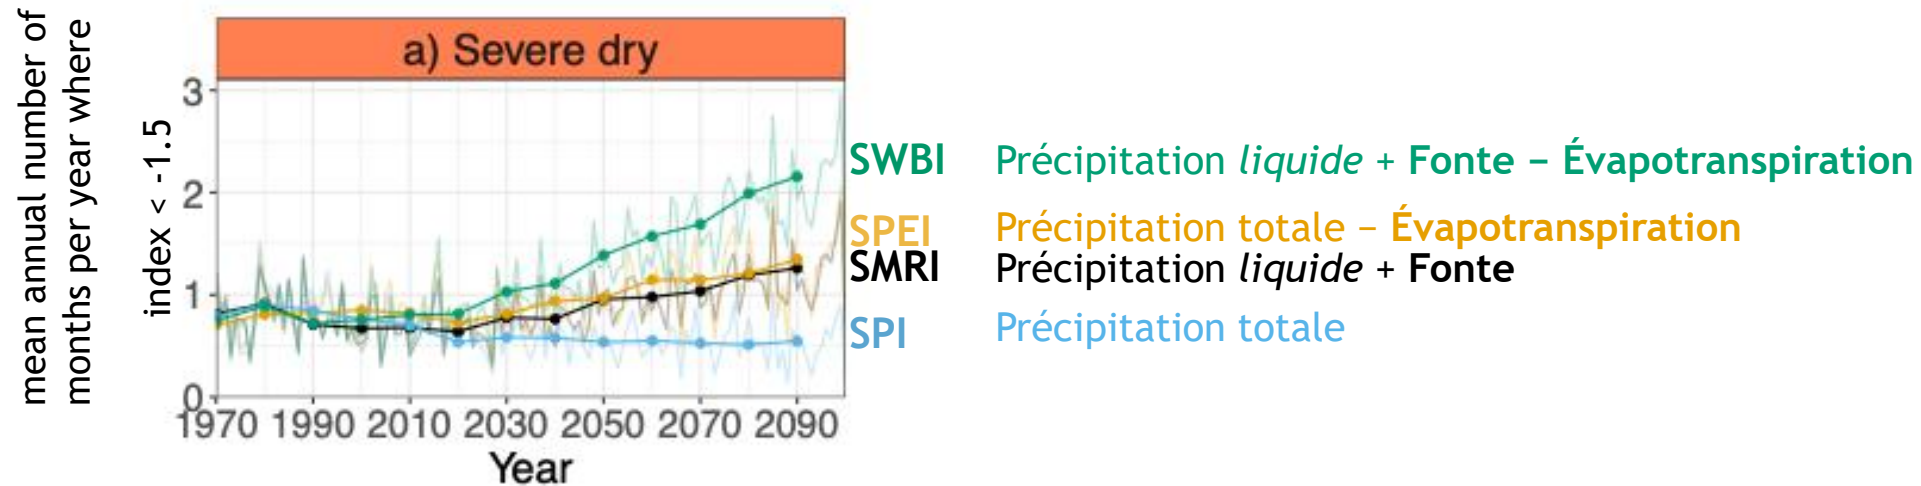 mean annual number of
months per year where
index < -1.5
a) Severe dry
3
2
1
0
1970 1990 2010 2030 2050 2070 2090
Year
SWBI Précipitation liquide + Fonte – Évapotranspiration
SPEI Précipitation totale – Évapotranspiration
SMRI Précipitation liquide + Fonte
SPI Précipitation totale